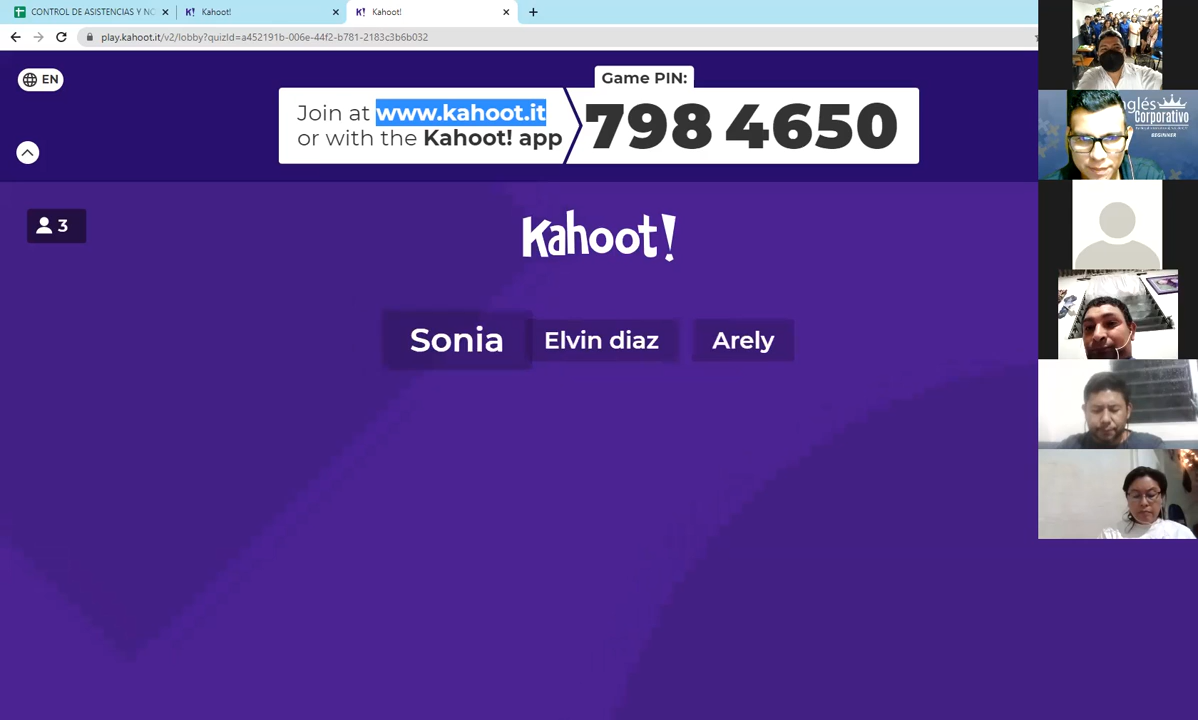 CONTROL DE ASISTENCIAS Y NO
Kahoot!
Kahoot!
play.kahoot.it/v2/lobby?quizId=a452191b-006e-44f2-b781-2183c3b6b032
EN
Game PIN:
Join at www.kahoot.it
or with the Kahoot! app
798 4650
3
Kahoot!
Sonia
Elvin diaz
Arely
nglés
Corporativo
BEGINNER